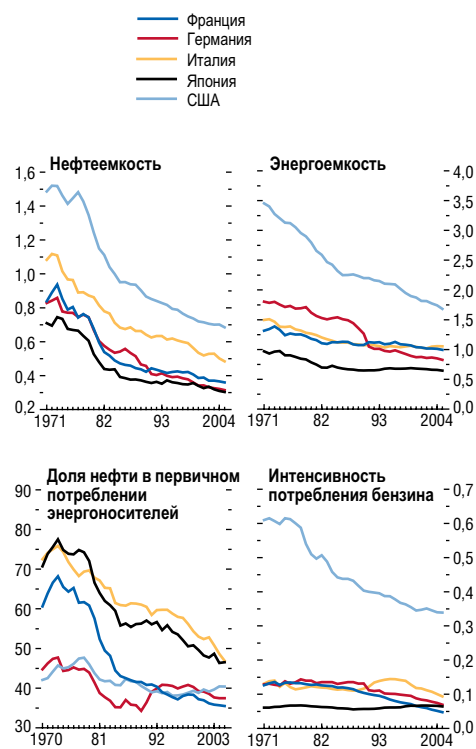 Франция
Германия
Италия
Япония
США
Нефтеемкость
1,6
1,4
1,2
1,0
0,8
0,6
0,4
0,2
1971 82 93 2004
Энергоемкость
4,0
3,5
3,0
2,5
2,0
1,5
1,0
0,5
0,0
1971 82 93 2004
Доля нефти в первичном
потреблении
энергоносителей
90
80
70
60
50
40
30
1970 81 92 2003
Интенсивность
потребления бензина
0,7
0,6
0,5
0,4
0,3
0,2
0,1
0,0
1971 82 93 2004